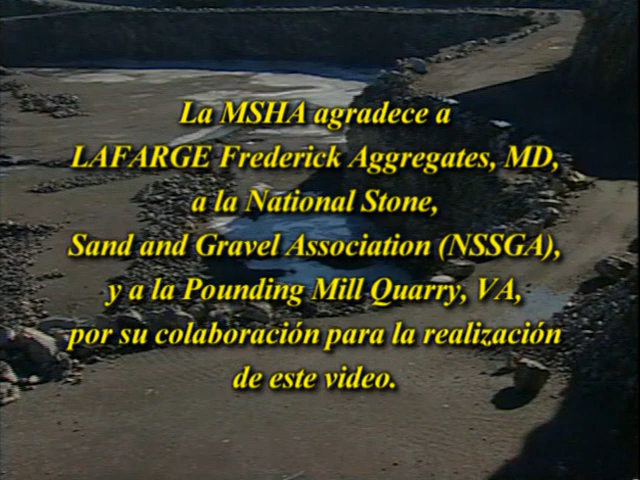 La MSHA agradece a
LAFARGE Frederick Aggregates, MD,
a la National Stone,
Sand and Gravel Association (NSSGA),
y a la Pounding Mill Quarry, VA,
por su colaboración para la realización
de este video.